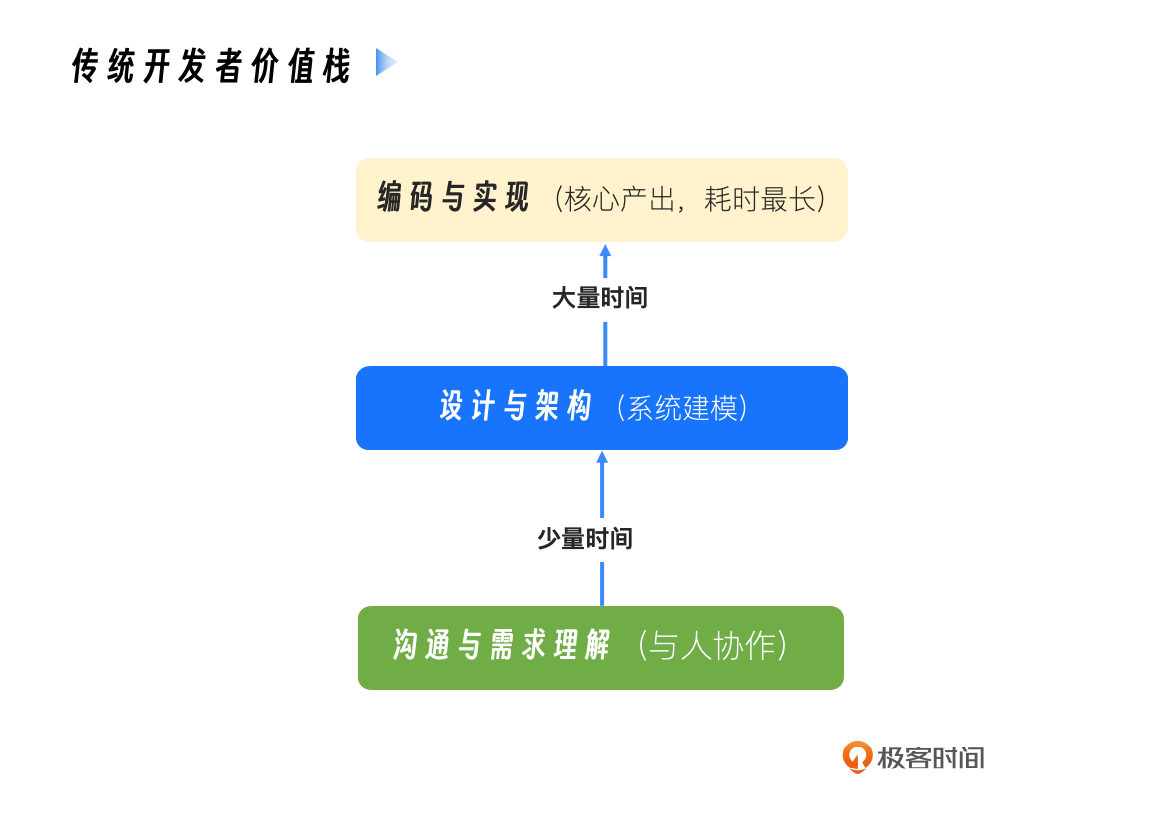 传统开发者价值栈
编码与实现（核心产出，耗时最长）
大量时间
设计与架构（系统建模）
少量时间
沟通与需求理解（与人协作）
极客时间